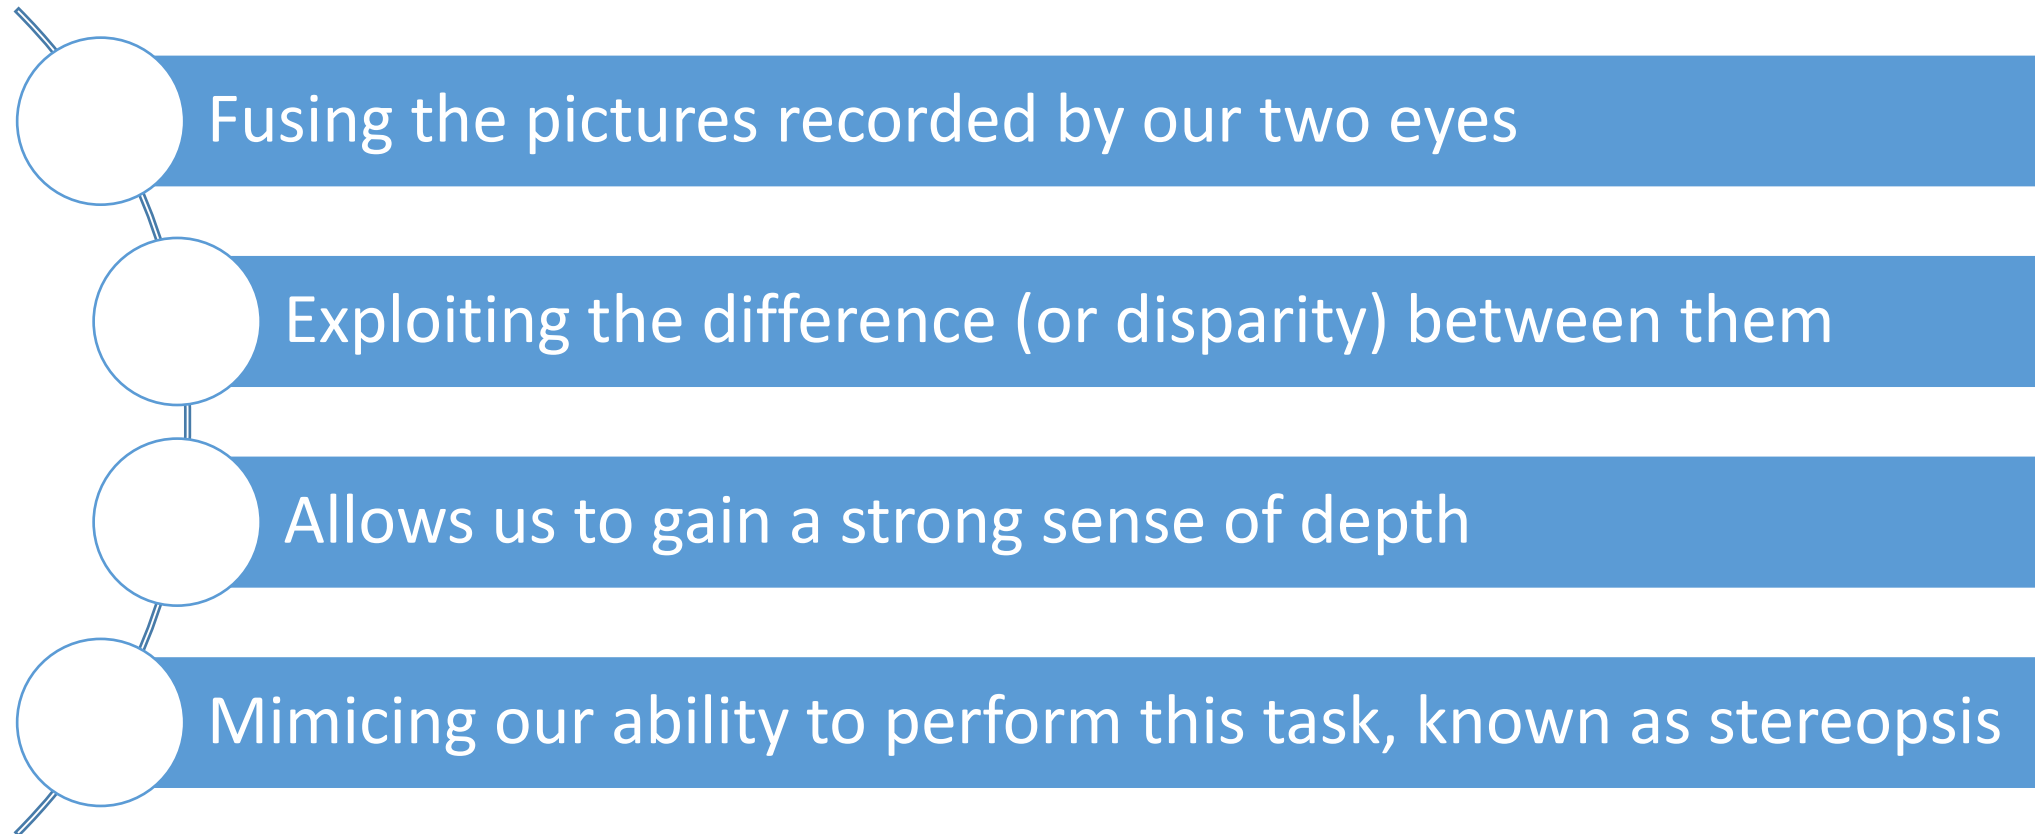 Fusing the pictures recorded by our two eyes
Exploiting the difference (or disparity) between them
Allows us to gain a strong sense of depth
Mimicing our ability to perform this task, known as stereopsis